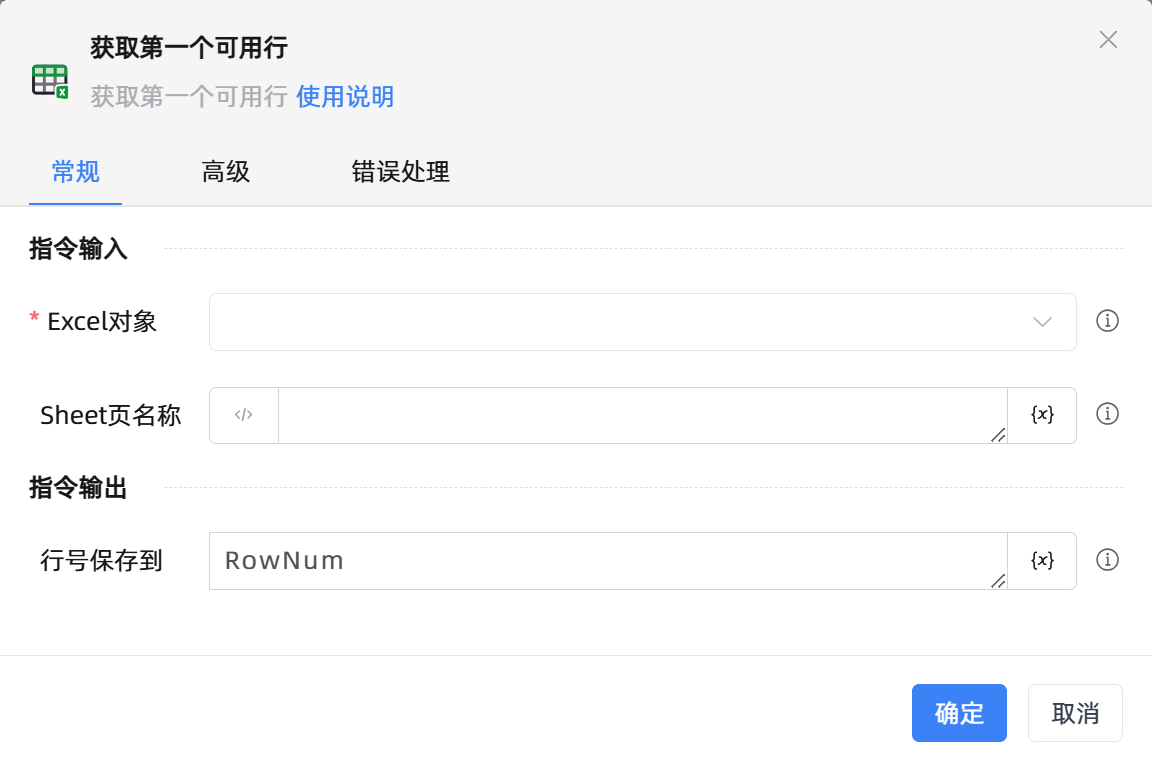 获取第一个可用行
获取第一个可用行 使用说明
常规 高级 错误处理
指令输入
* Excel对象
Sheet页名称 </> {x}
指令输出
行号保存到 RowNum {x}
确定 取消